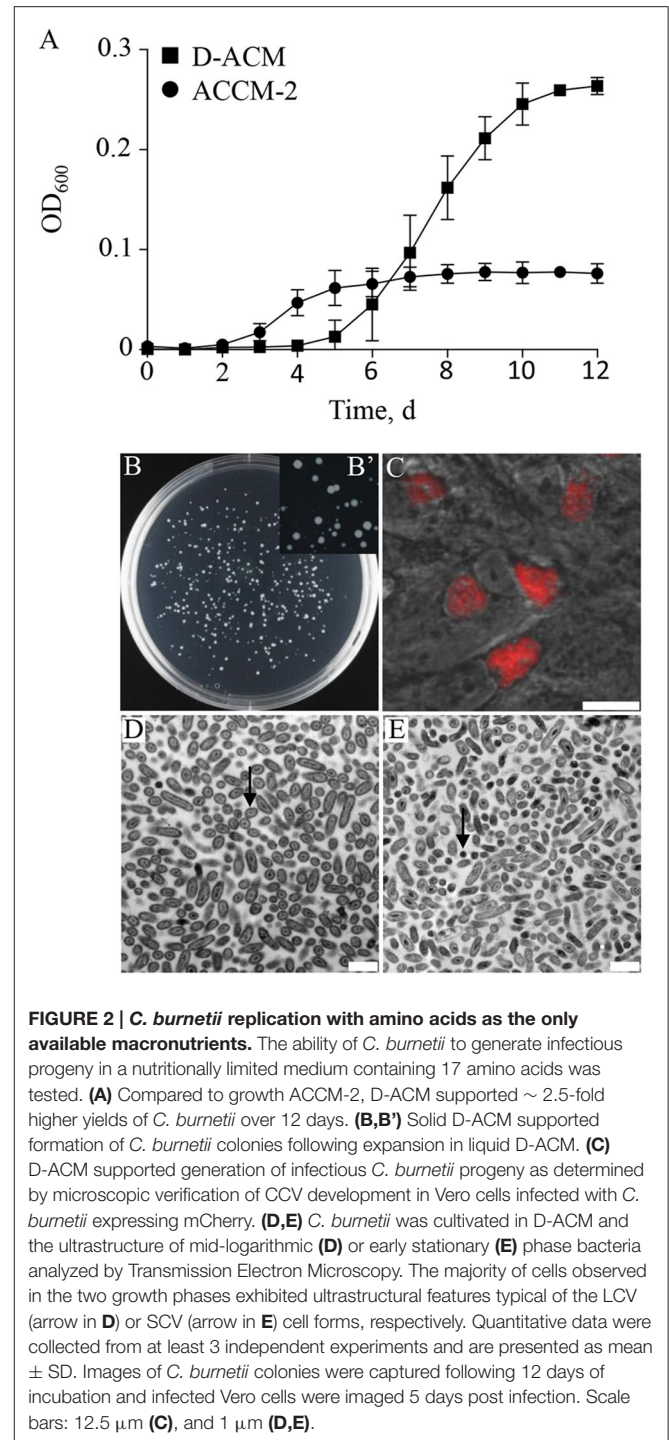 A
0.3
■ D-ACM
● ACCM-2
0.2
OD600
0.1
0
0 2 4 6 8 10 12
Time, d
B B' C
D E
FIGURE 2 | C. burnetii replication with amino acids as the only
available macronutrients. The ability of C. burnetii to generate infectious
progeny in a nutritionally limited medium containing 17 amino acids was
tested. (A) Compared to growth ACCM-2, D-ACM supported ∼ 2.5-fold
higher yields of C. burnetii over 12 days. (B,B’) Solid D-ACM supported
formation of C. burnetii colonies following expansion in liquid D-ACM. (C)
D-ACM supported generation of infectious C. burnetii progeny as determined
by microscopic verification of CCV development in Vero cells infected with C.
burnetii expressing mCherry. (D,E) C. burnetii was cultivated in D-ACM and
the ultrastructure of mid-logarithmic (D) or early stationary (E) phase bacteria
analyzed by Transmission Electron Microscopy. The majority of cells observed
in the two growth phases exhibited ultrastructural features typical of the LCV
(arrow in D) or SCV (arrow in E) cell forms, respectively. Quantitative data were
collected from at least 3 independent experiments and are presented as mean
± SD. Images of C. burnetii colonies were captured following 12 days of
incubation and infected Vero cells were imaged 5 days post infection. Scale
bars: 12.5 μm (C), and 1 μm (D,E).